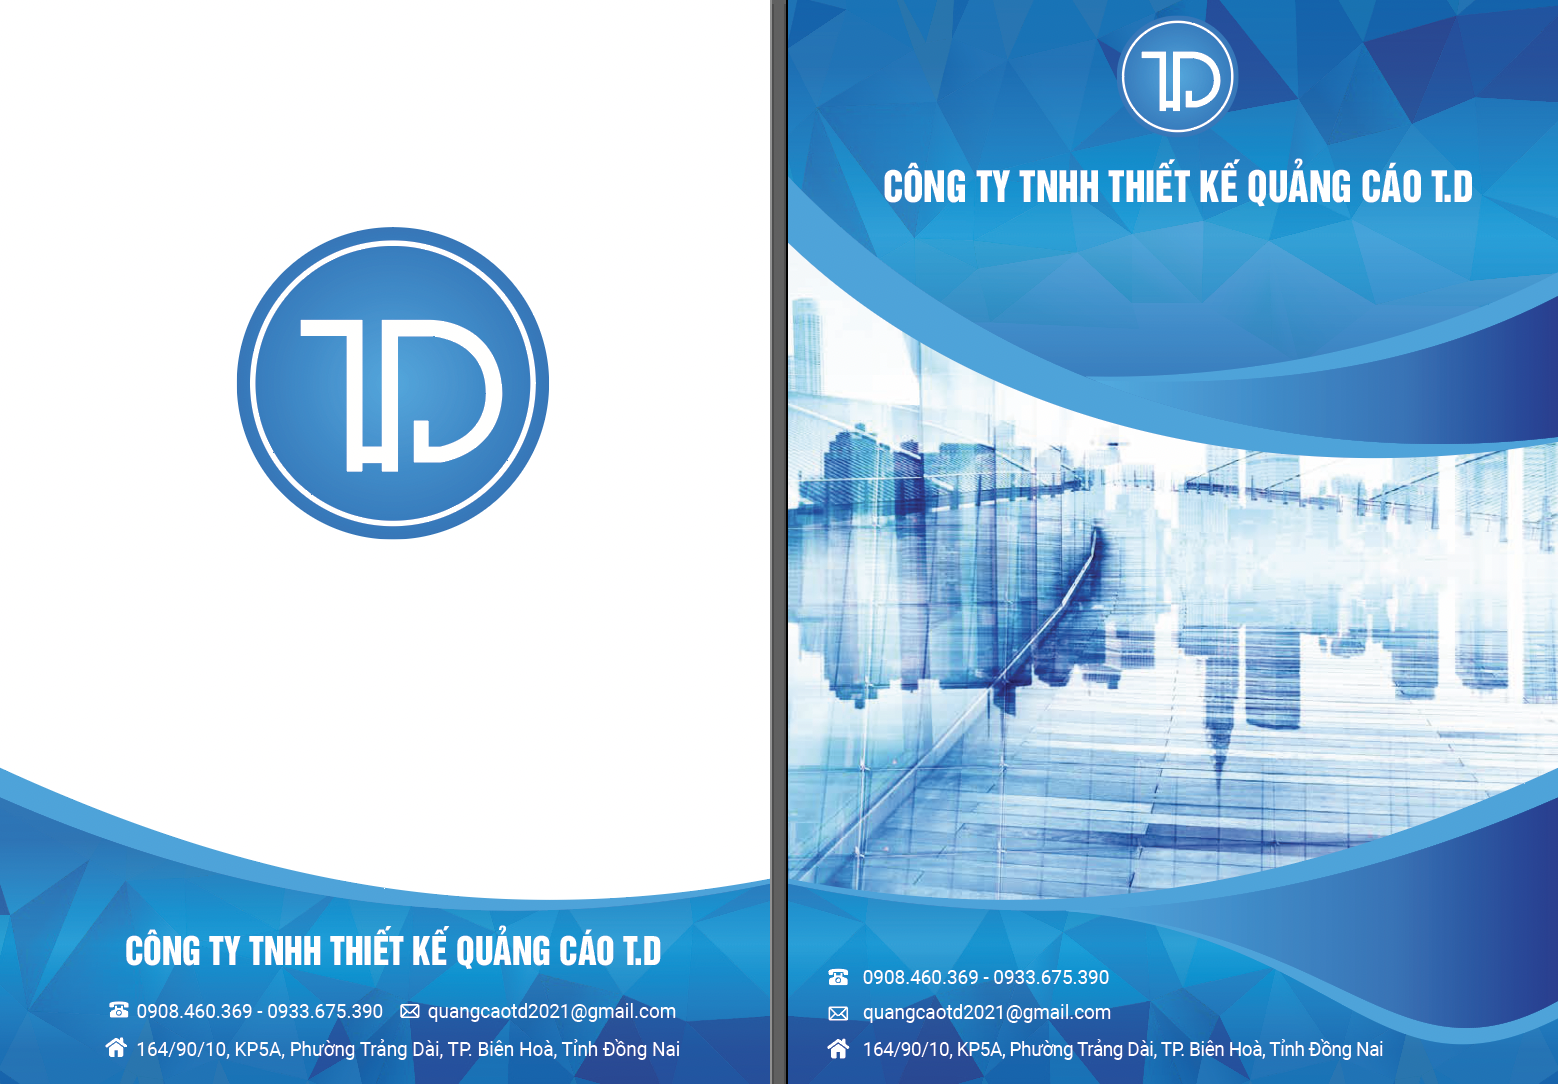 TD
CÔNG TY TNHH THIẾT KẾ QUẢNG CÁO T.D
0908.460.369 - 0933.675.390 quangcaotd2021@gmail.com
164/90/10, KP5A, Phường Trảng Dài, TP. Biên Hoà, Tỉnh Đồng Nai
TD
CÔNG TY TNHH THIẾT KẾ QUẢNG CÁO T.D
0908.460.369 - 0933.675.390
quangcaotd2021@gmail.com
164/90/10, KP5A, Phường Trảng Dài, TP. Biên Hoà, Tỉnh Đồng Nai